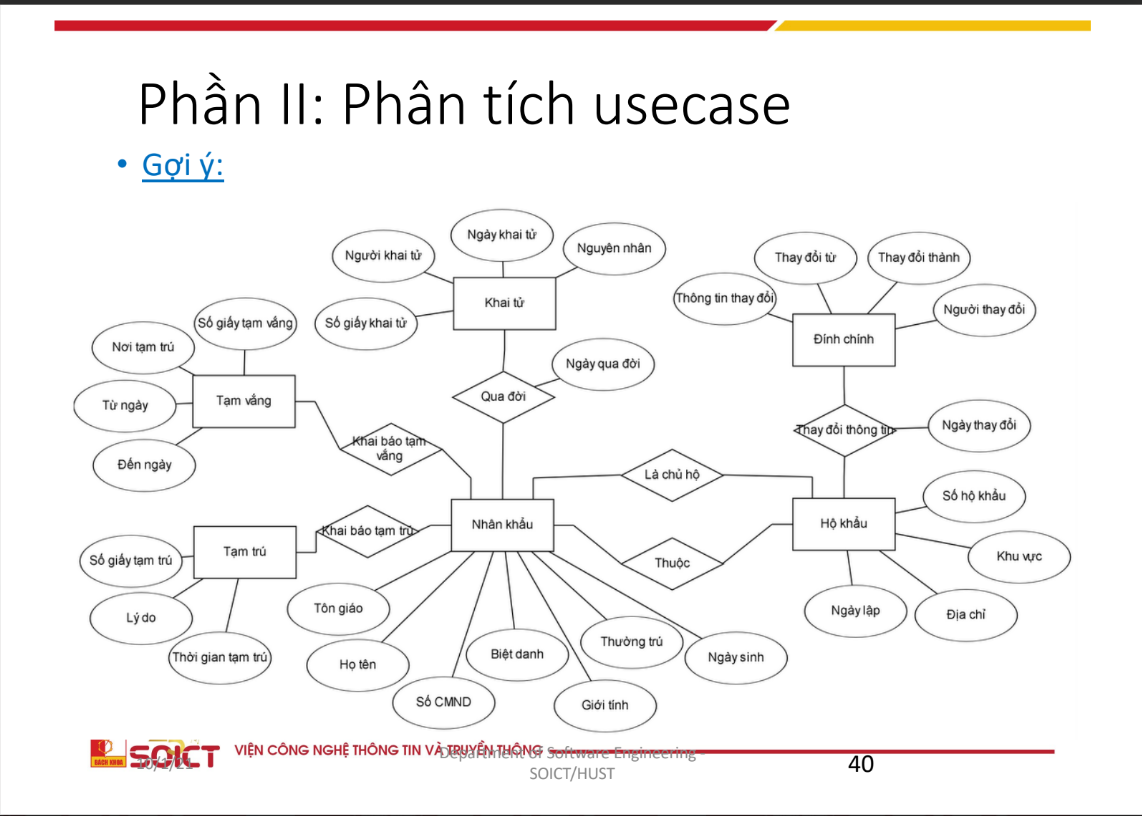 Phần II: Phân tích usecase
• Gợi ý:
Ngày khai tử
Người khai tử
Nguyên nhân
Khai tử
Số giấy khai tử
Thay đổi từ
Thay đổi thành
Thông tin thay đổi
Người thay đổi
Đính chính
Số giấy tạm vắng
Nơi tạm trú
Từ ngày
Tạm vắng
Đến ngày
Ngày qua đời
Qua đời
Khai báo tạm
vắng
Thay đổi thông tin
Ngày thay đổi
Là chủ hộ
Số hộ khẩu
Nhân khẩu
Hộ khẩu
Khai báo tạm trú
Tạm trú
Thuộc
Khu vực
Số giấy tạm trú
Lý do
Thời gian tạm trú
Tôn giáo
Họ tên
Số CMND
Biệt danh
Giới tính
Thường trú
Ngày sinh
Ngày lập
Địa chỉ
BÁCH KHOA
SOICT
VIỆN CÔNG NGHỆ THÔNG TIN VÀ TRUYỀN THÔNG
Department of Software Engineering -
SOICT/HUST
40